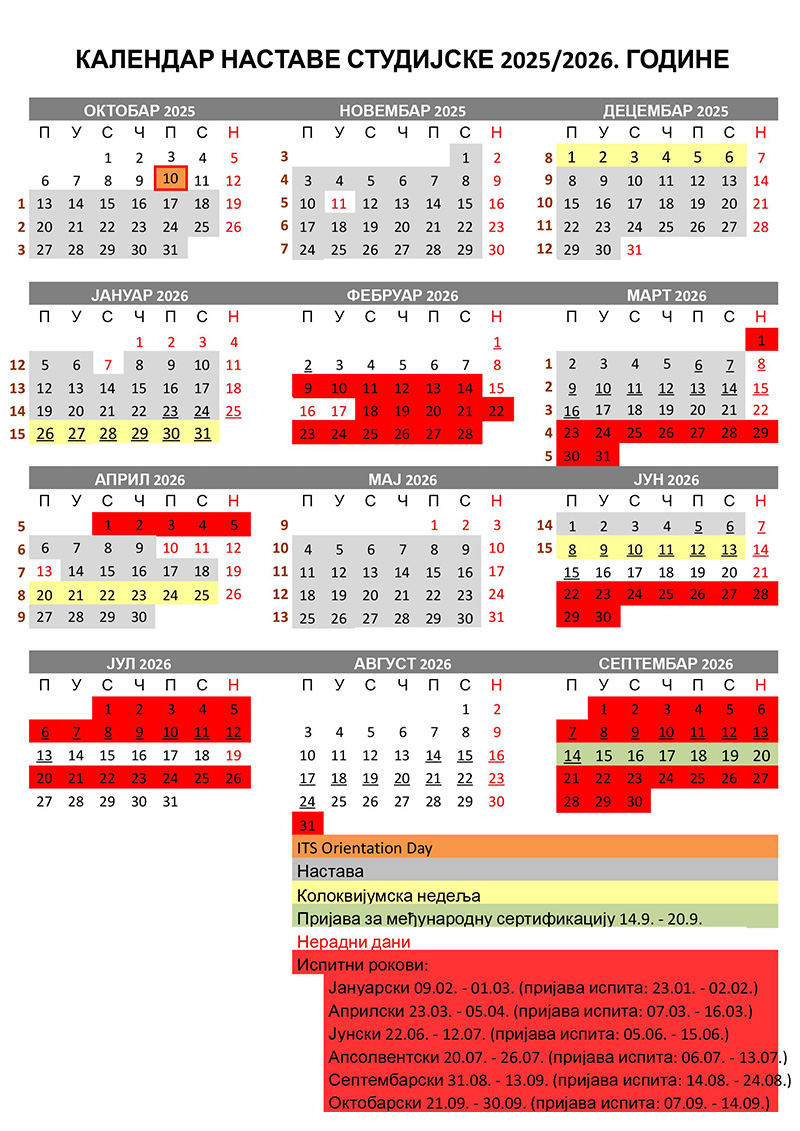 КАЛЕНДАР НАСТАВЕ СТУДИЈСКЕ 2025/2026. ГОДИНЕ
ОКТОБАР 2025 НОВЕМБАР 2025 ДЕЦЕМБАР 2025
П У С Ч П С Н П У С Ч П С Н П У С Ч П С Н
1 2 3 4 5 3 1 2 8 1 2 3 4 5 6 7
6 7 8 9 10 11 12 4 3 4 5 6 7 8 9 9 8 9 10 11 12 13 14
1 13 14 15 16 17 18 19 5 10 11 12 13 14 15 16 10 15 16 17 18 19 20 21
2 20 21 22 23 24 25 26 6 17 18 19 20 21 22 23 11 22 23 24 25 26 27 28
3 27 28 29 30 31 7 24 25 26 27 28 29 30 12 29 30 31
ЈАНУАР 2026 ФЕБРУАР 2026 МАРТ 2026
П У С Ч П С Н П У С Ч П С Н П У С Ч П С Н
1 2 3 4 1 1
12 5 6 7 8 9 10 11 2 3 4 5 6 7 8 1 2 3 4 5 6 7 8
13 12 13 14 15 16 17 18 9 10 11 12 13 14 15 2 9 10 11 12 13 14 15
14 19 20 21 22 23 24 25 16 17 18 19 20 21 22 3 16 17 18 19 20 21 22
15 26 27 28 29 30 31 23 24 25 26 27 28 4 23 24 25 26 27 28 29
5 30 31
АПРИЛ 2026 МАЈ 2026 ЈУН 2026
П У С Ч П С Н П У С Ч П С Н П У С Ч П С Н
5 1 2 3 4 5 9 1 2 3 14 1 2 3 4 5 6 7
6 6 7 8 9 10 11 12 10 4 5 6 7 8 9 10 15 8 9 10 11 12 13 14
7 13 14 15 16 17 18 19 11 11 12 13 14 15 16 17 15 16 17 18 19 20 21
8 20 21 22 23 24 25 26 12 18 19 20 21 22 23 24 22 23 24 25 26 27 28
9 27 28 29 30 13 25 26 27 28 29 30 31 29 30
ЈУЛ 2026 АВГУСТ 2026 СЕПТЕМБАР 2026
П У С Ч П С Н П У С Ч П С Н П У С Ч П С Н
1 2 3 4 5 1 2 1 2 3 4 5 6
6 7 8 9 10 11 12 3 4 5 6 7 8 9 7 8 9 10 11 12 13
13 14 15 16 17 18 19 10 11 12 13 14 15 16 14 15 16 17 18 19 20
20 21 22 23 24 25 26 17 18 19 20 21 22 23 21 22 23 24 25 26 27
27 28 29 30 31 24 25 26 27 28 29 30 28 29 30
31
ITS Orientation Day
Настава
Колоквијумска недеља
Пријава за међународну сертификацију 14.9. - 20.9.
Нерадни дани
Испитни рокови:
Јануарски 09.02. - 01.03. (пријава испита: 23.01. - 02.02.)
Априлски 23.03. - 05.04. (пријава испита: 07.03. - 16.03.)
Јунски 22.06. - 12.07. (пријава испита: 05.06. - 15.06.)
Апсолвентски 20.07. - 26.07. (пријава испита: 06.07. - 13.07.)
Септембарски 31.08. - 13.09. (пријава испита: 14.08. - 24.08.)
Октобарски 21.09. - 30.09. (пријава испита: 07.09. - 14.09.)